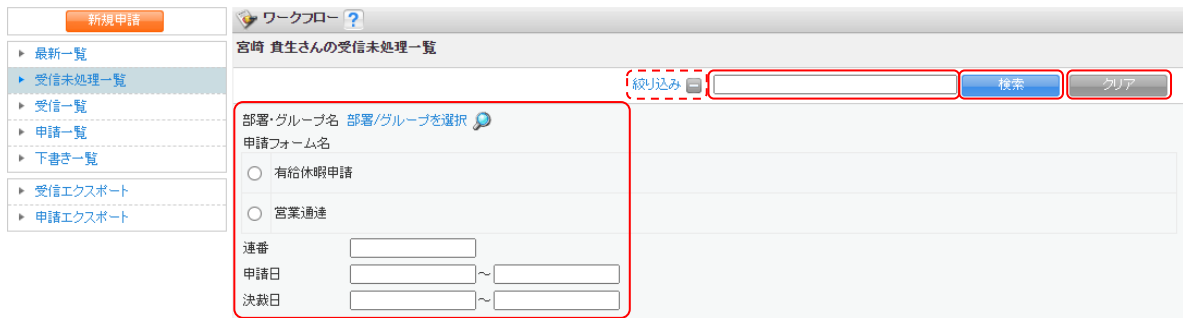 新規申請
最新一覧
受信未処理一覧
受信一覧
申請一覧
下書き一覧
受信エクスポート
申請エクスポート
ワークフロー ?
宮崎 貴生さんの受信未処理一覧
絞り込み 検索 クリア
部署・グループ名 部署/グループを選択
申請フォーム名
有給休暇申請
営業通達
連番
申請日 ～
決裁日 ～